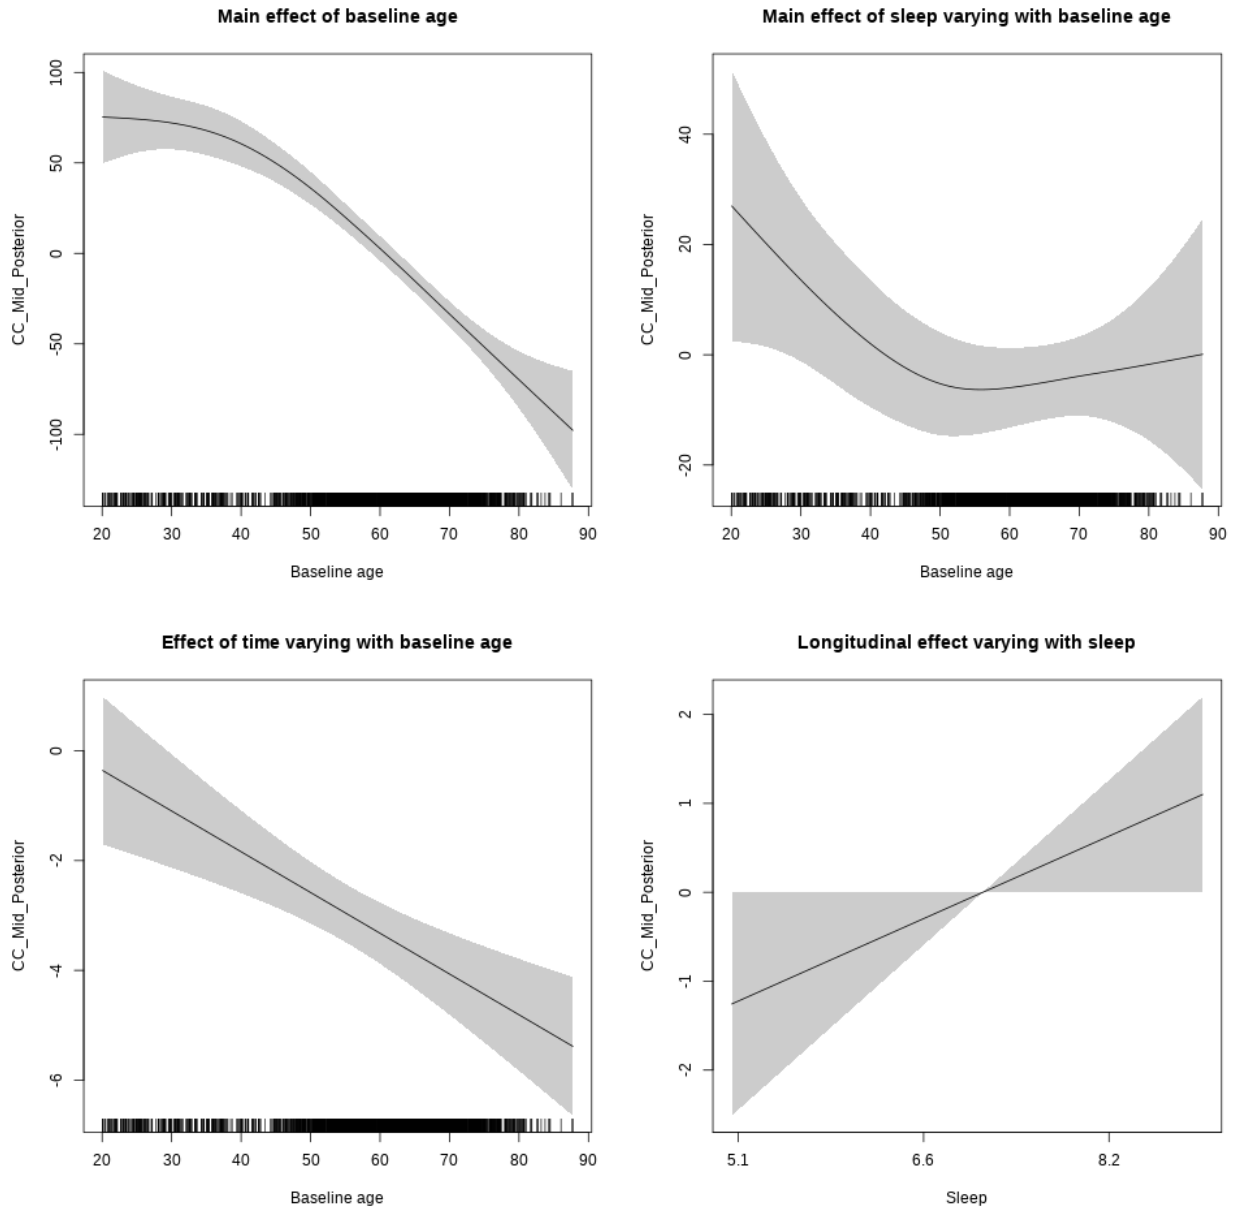 Main effect of baseline age
CC_Mid_Posterior
100
50
0
-50
-100
20 30 40 50 60 70 80 90
Baseline age
Main effect of sleep varying with baseline age
CC_Mid_Posterior
40
20
0
-20
20 30 40 50 60 70 80 90
Baseline age
Effect of time varying with baseline age
CC_Mid_Posterior
0
-2
-4
-6
20 30 40 50 60 70 80 90
Baseline age
Longitudinal effect varying with sleep
CC_Mid_Posterior
2
1
0
-1
-2
5.1 6.6 8.2
Sleep